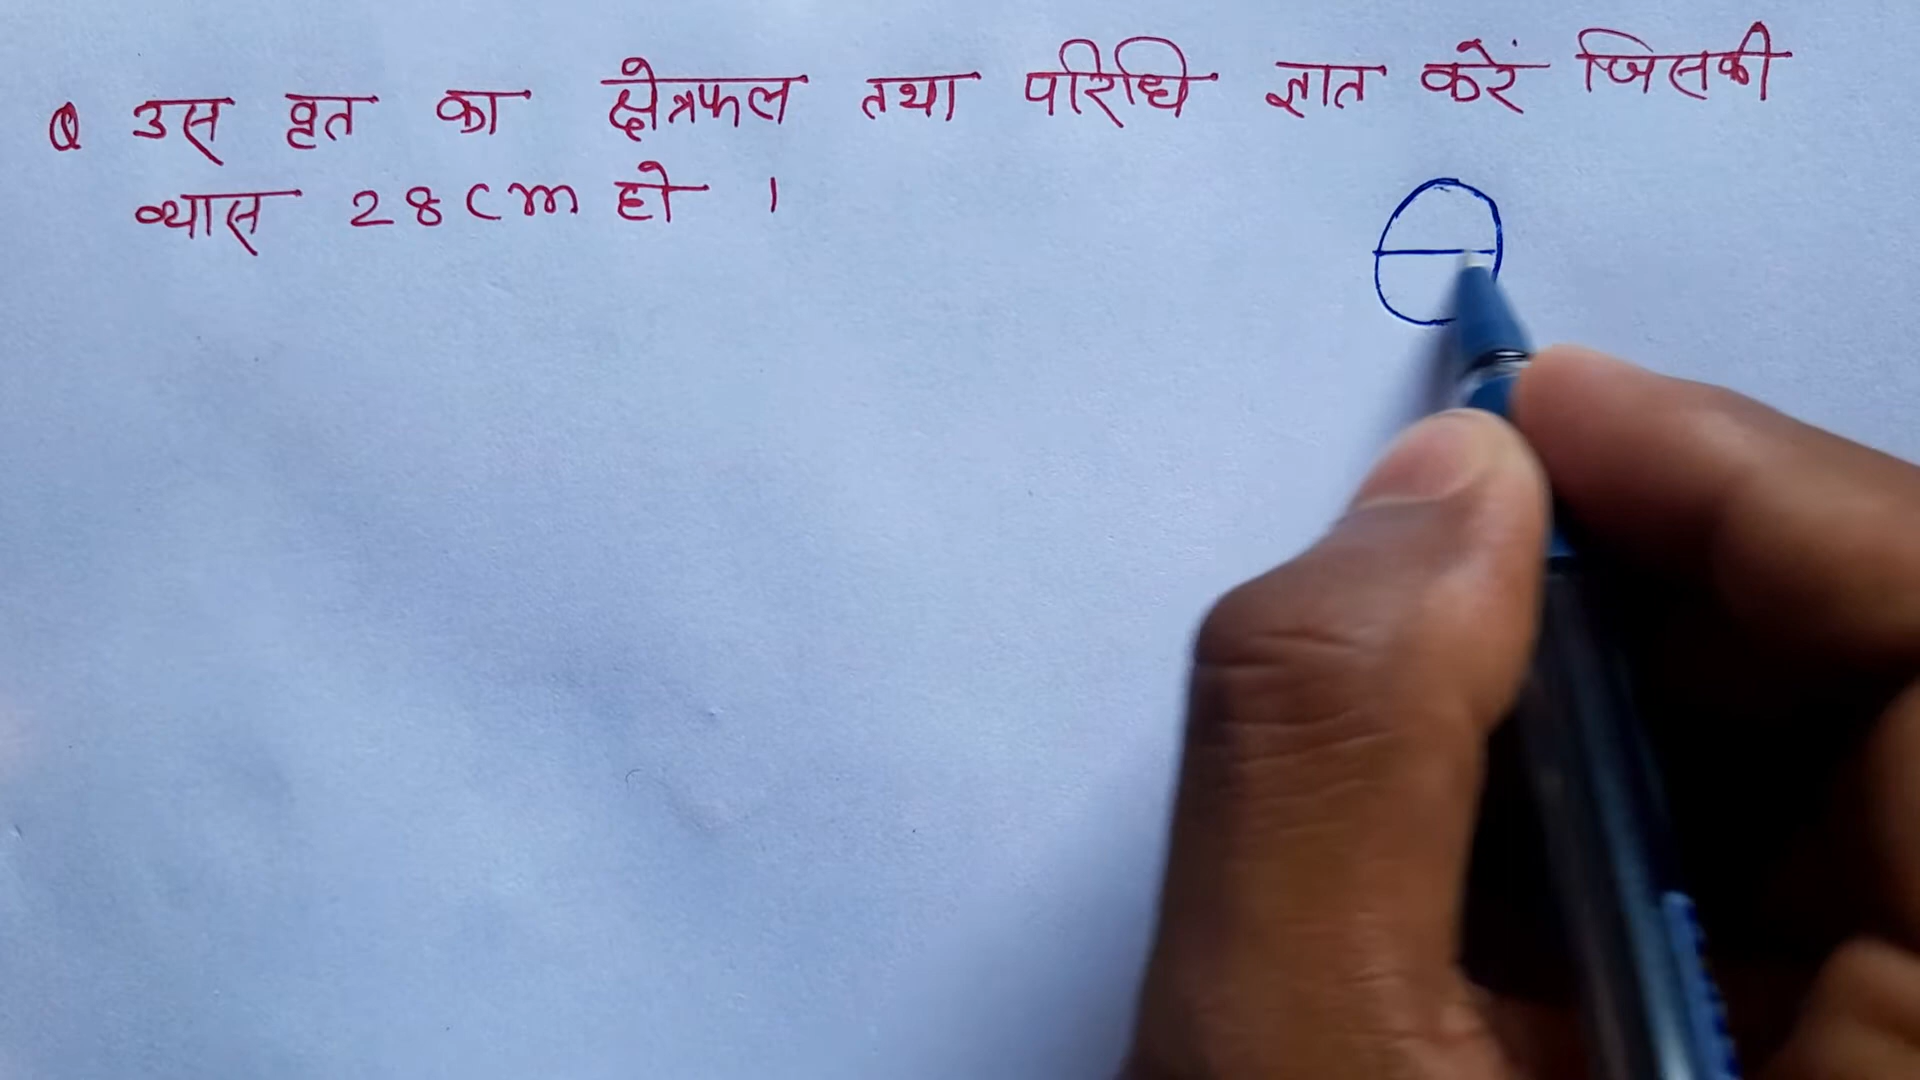 Q उस वृत का क्षेत्रफल तथा परिधि ज्ञात करें जिसकी
व्यास 28 cm हो ।